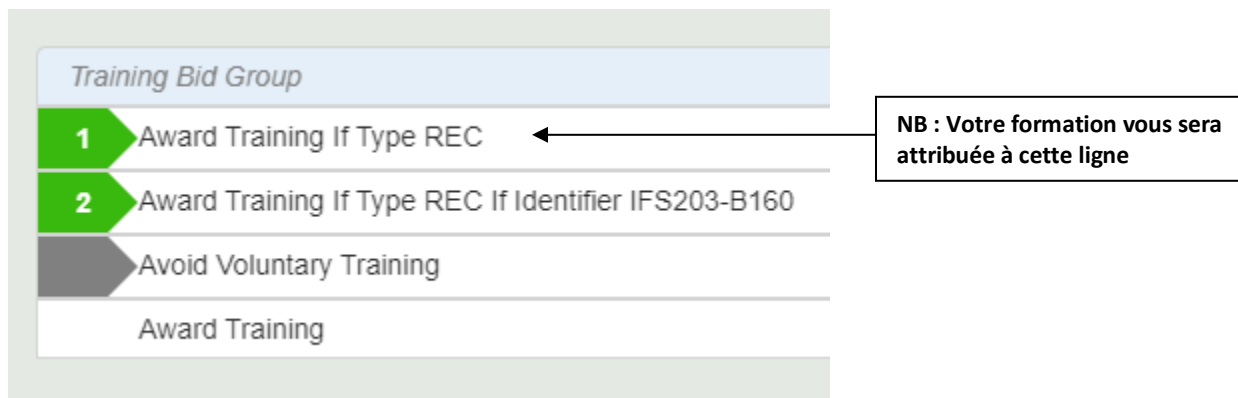 Training Bid Group
1 Award Training If Type REC
NB : Votre formation vous sera
attribuée à cette ligne
2 Award Training If Type REC If Identifier IFS203-B160
Avoid Voluntary Training
Award Training